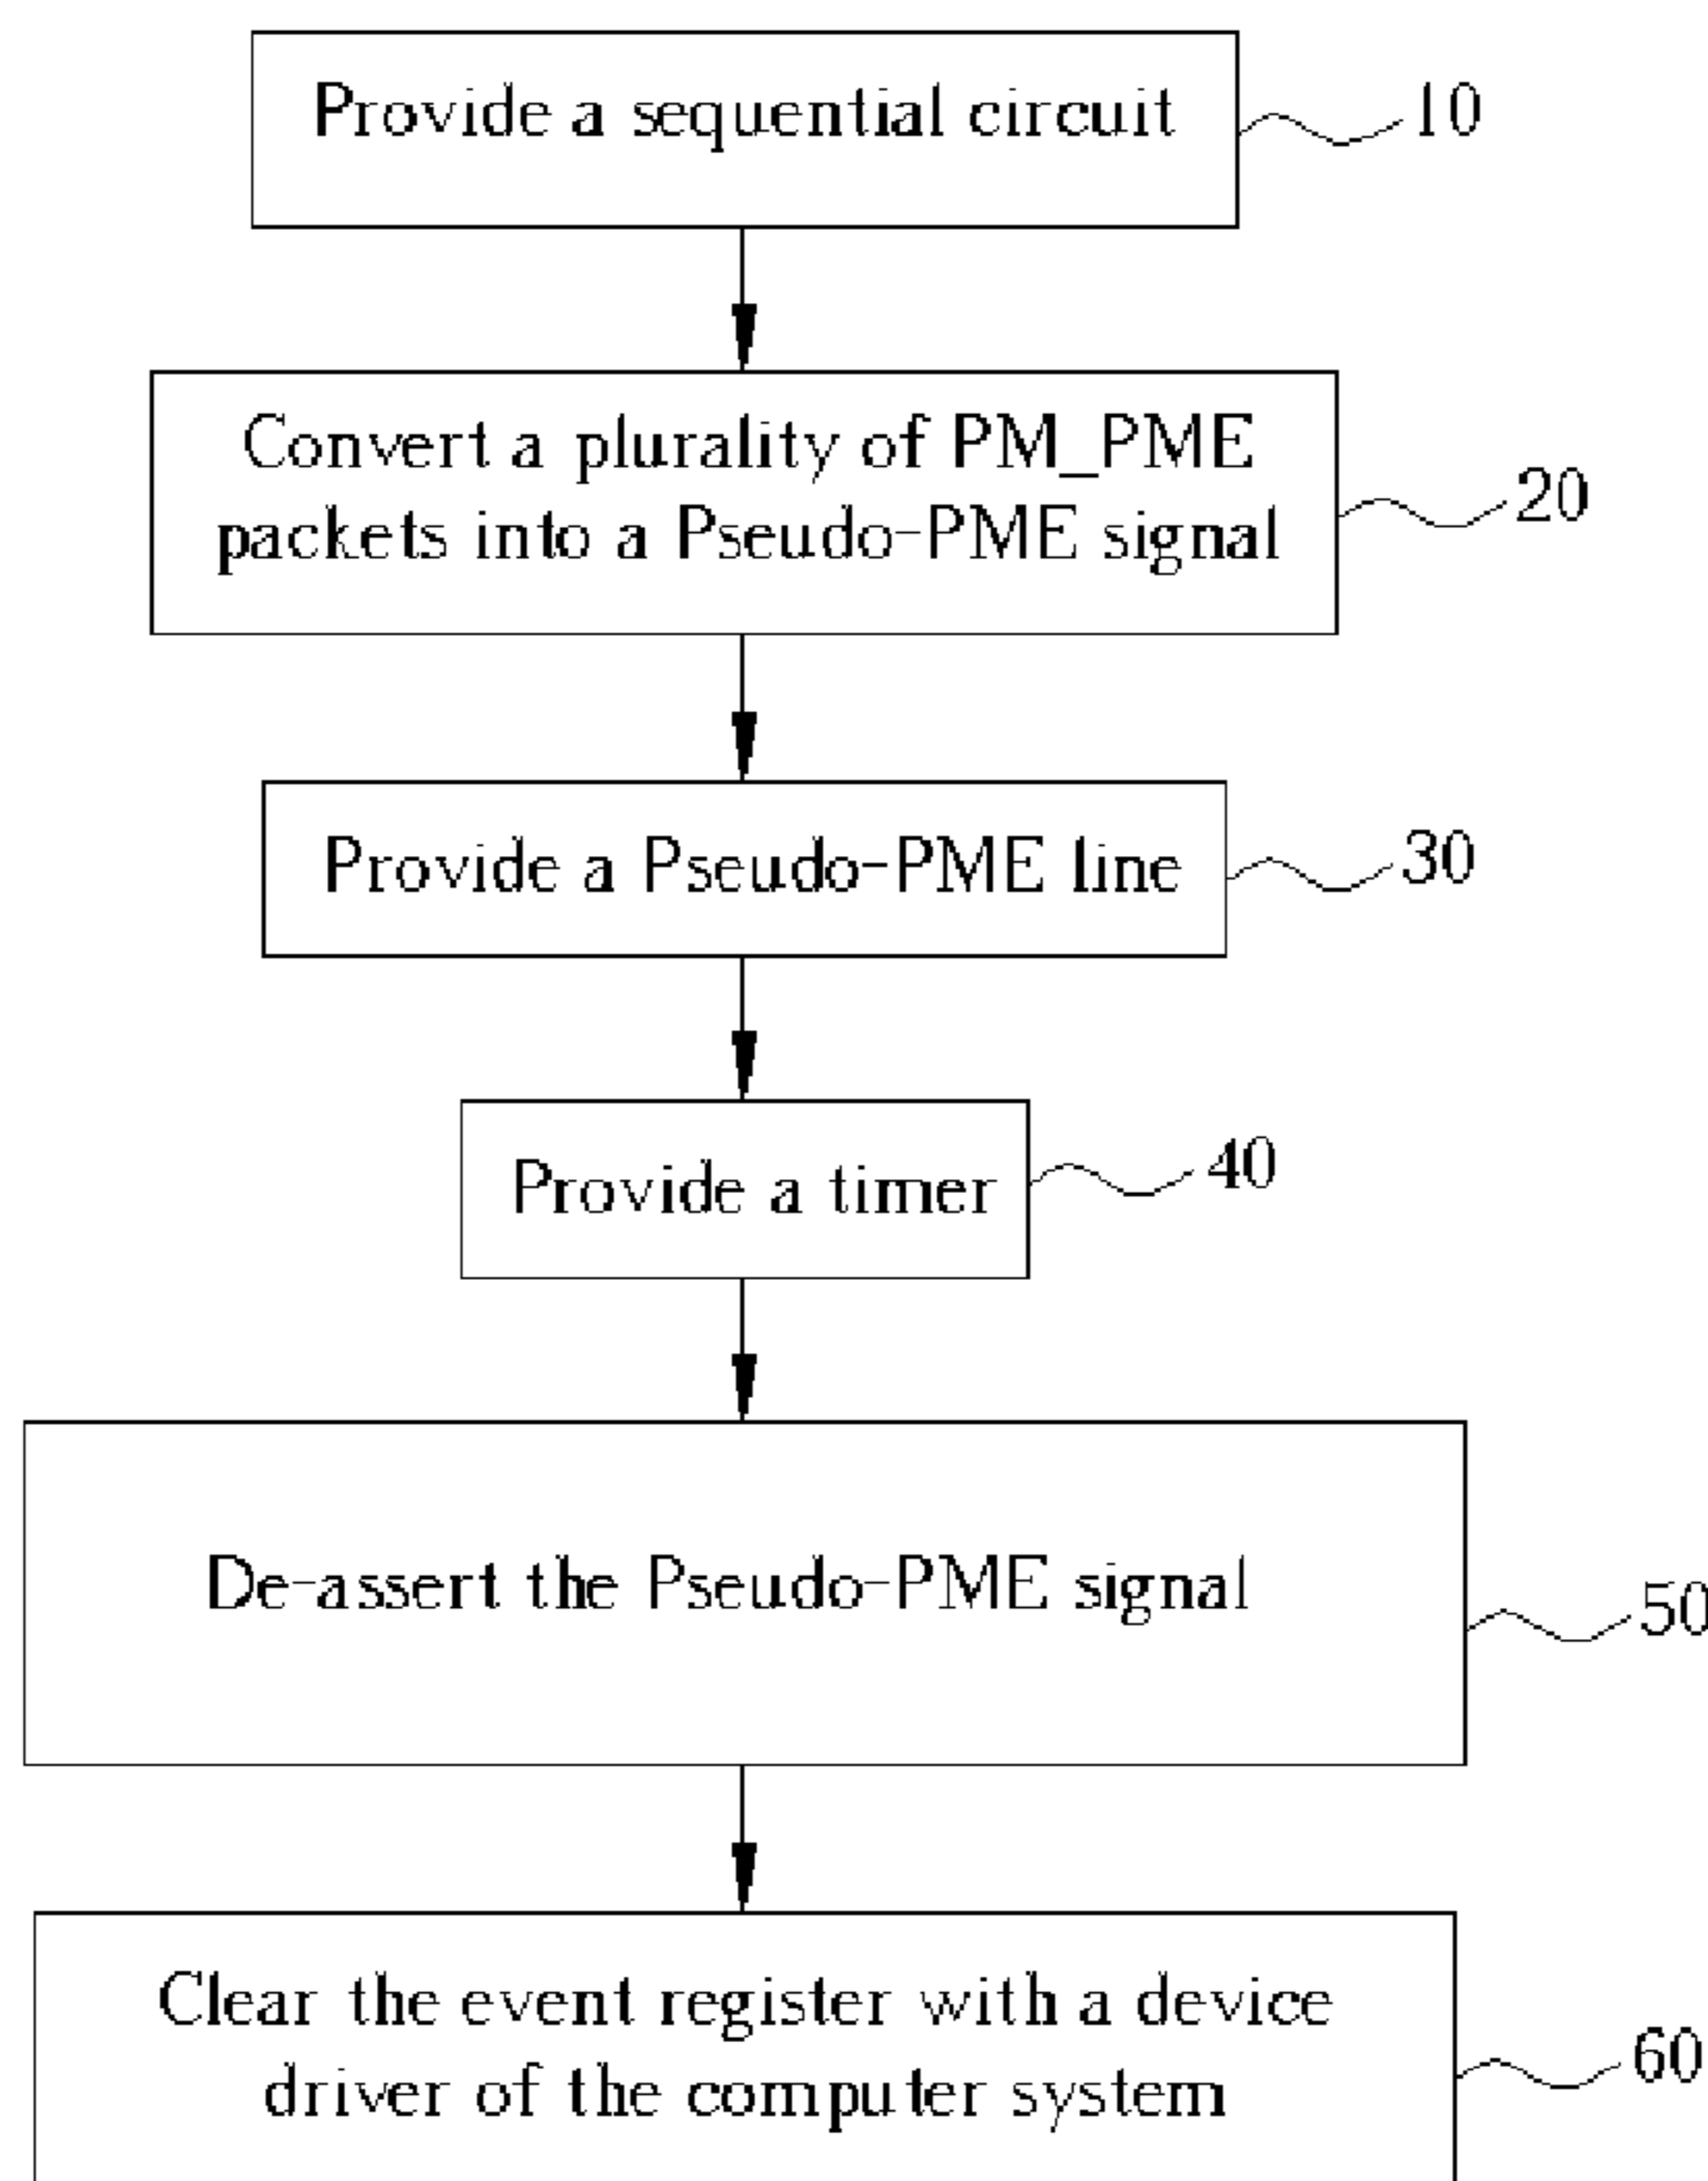 Provide a sequential circuit
10
Convert a plurality of PM_PME
packets into a Pseudo-PME signal
20
Provide a Pseudo-PME line
30
Provide a timer
40
De-assert the Pseudo-PME signal
50
Clear the event register with a device
driver of the computer system
60